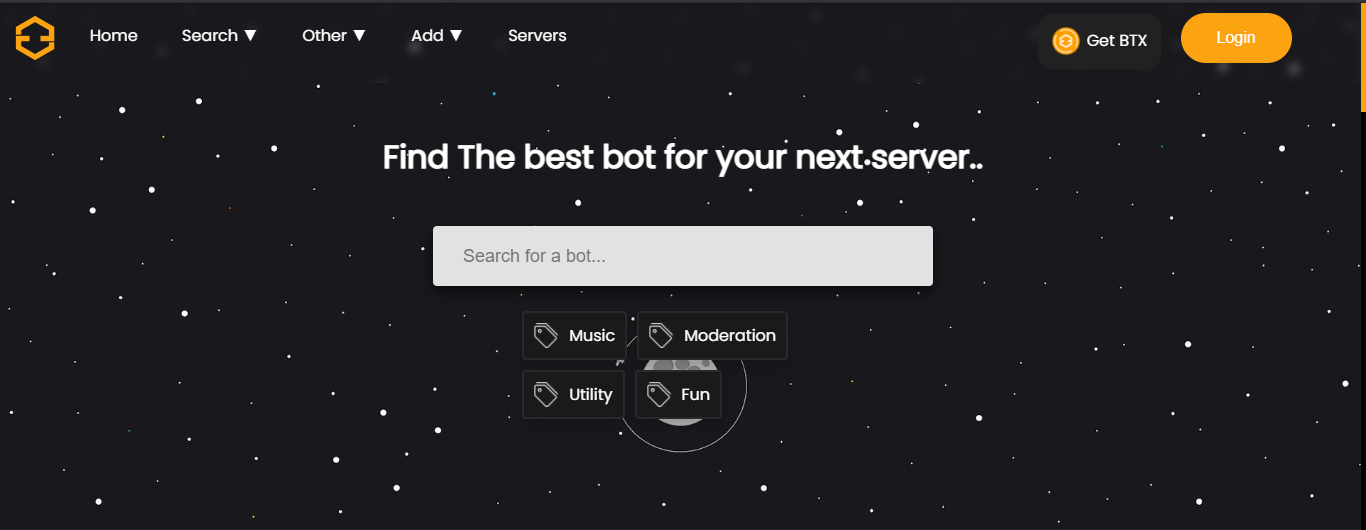 Home Search ▼ Other ▼ Add ▼ Servers Get BTX Login
Find The best bot for your next server..
Search for a bot...
Music Moderation
Utility Fun